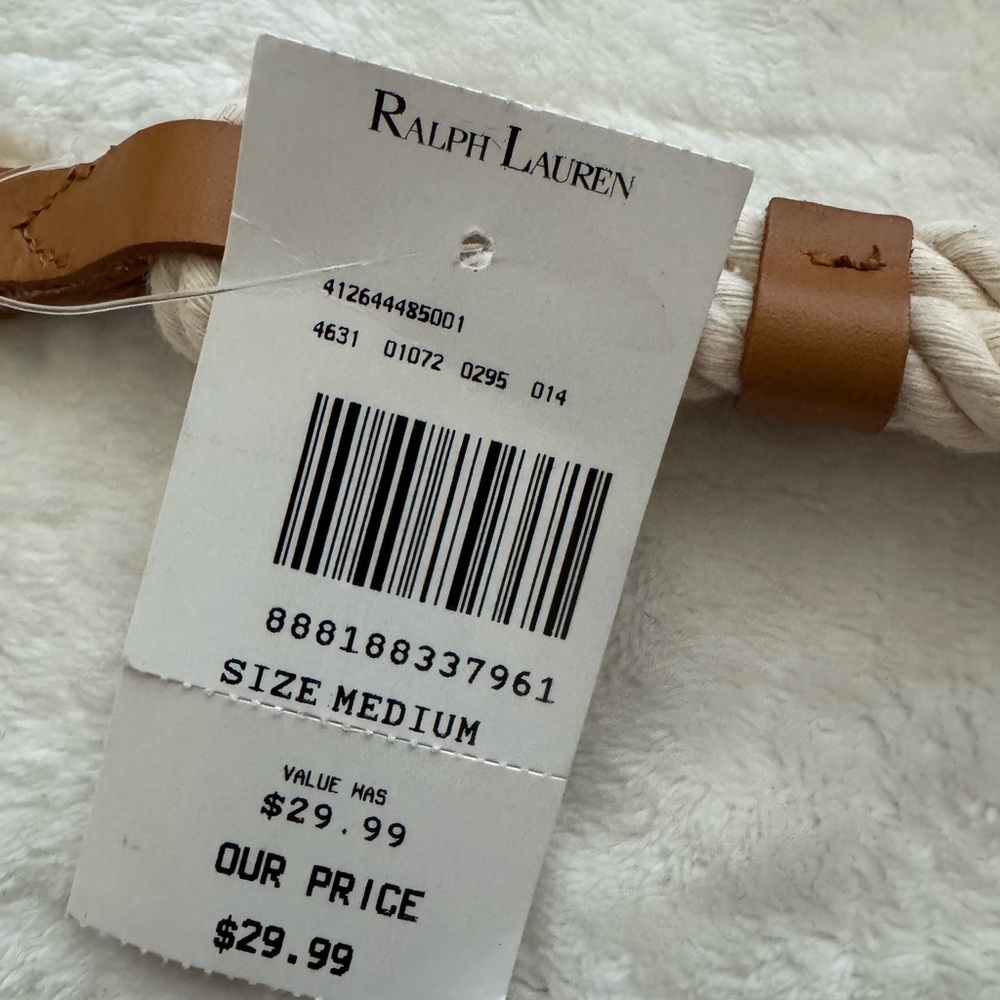 RALPH LAUREN
412644485001
4631 01072 0295 014
888188337961
SIZE MEDIUM
VALUE WAS
$29.99
OUR PRICE
$29.99